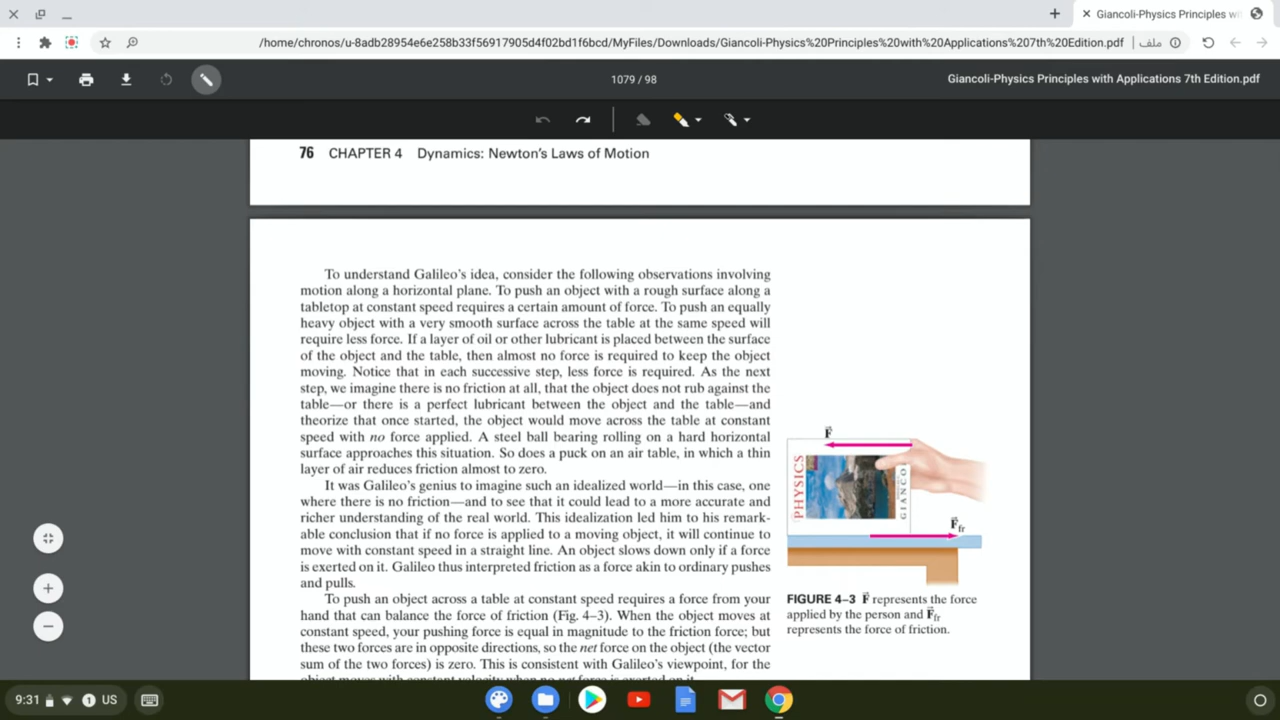 Giancoli-Physics Principles wi
/home/chronos/u-8adb28954e6e258b33f56917905d4f02bd1f6bcd/MyFiles/Downloads/Giancoli-Physics%20Principles%20with%20Applications%207th%20Edition.pdf | ملف
1079 / 98
Giancoli-Physics Principles with Applications 7th Edition.pdf
76 CHAPTER 4 Dynamics: Newton's Laws of Motion
To understand Galileo's idea, consider the following observations involving
motion along a horizontal plane. To push an object with a rough surface along a
tabletop at constant speed requires a certain amount of force. To push an equally
heavy object with a very smooth surface across the table at the same speed will
require less force. If a layer of oil or other lubricant is placed between the surface
of the object and the table, then almost no force is required to keep the object
moving. Notice that in each successive step, less force is required. As the next
step, we imagine there is no friction at all, that the object does not rub against the
table—or there is a perfect lubricant between the object and the table—and
theorize that once started, the object would move across the table at constant
speed with no force applied. A steel ball bearing rolling on a hard horizontal
surface approaches this situation. So does a puck on an air table, in which a thin
layer of air reduces friction almost to zero.
It was Galileo's genius to imagine such an idealized world—in this case, one
where there is no friction—and to see that it could lead to a more accurate and
richer understanding of the real world. This idealization led him to his remark-
able conclusion that if no force is applied to a moving object, it will continue to
move with constant speed in a straight line. An object slows down only if a force
is exerted on it. Galileo thus interpreted friction as a force akin to ordinary pushes
and pulls.
To push an object across a table at constant speed requires a force from your
hand that can balance the force of friction (Fig. 4–3). When the object moves at
constant speed, your pushing force is equal in magnitude to the friction force; but
these two forces are in opposite directions, so the net force on the object (the vector
sum of the two forces) is zero. This is consistent with Galileo's viewpoint, for the
object moves with constant velocity when no net force is exerted on it.
F⃗
PHYSICS
GIANCO
F⃗fr
FIGURE 4–3 F⃗ represents the force
applied by the person and F⃗fr
represents the force of friction.
9:31 1 US